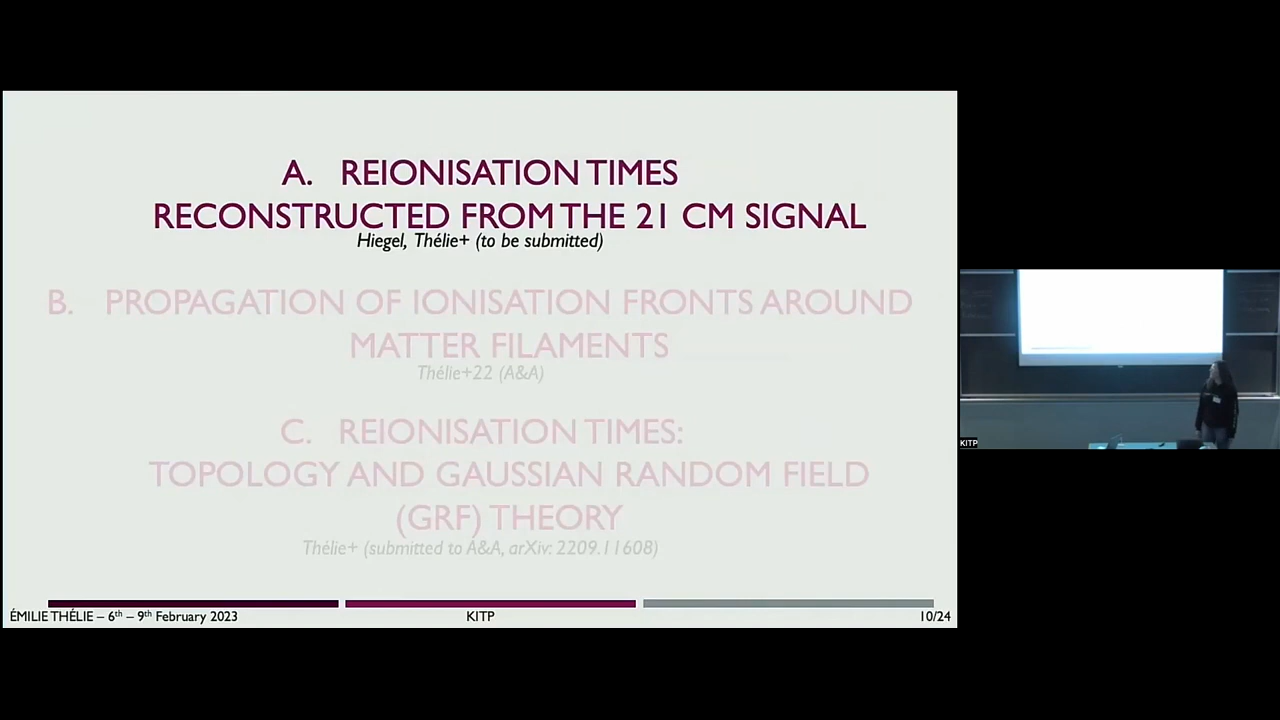 A. REIONISATION TIMES
RECONSTRUCTED FROM THE 21 CM SIGNAL
Hiegel, Thélie+ (to be submitted)
B. PROPAGATION OF IONISATION FRONTS AROUND
MATTER FILAMENTS
Thélie+22 (A&A)
C. REIONISATION TIMES:
TOPOLOGY AND GAUSSIAN RANDOM FIELD
(GRF) THEORY
Thélie+ (submitted to A&A, arXiv: 2209.11608)
ÉMILIE THÉLIE – 6th – 9th February 2023
KITP
10/24
KITP